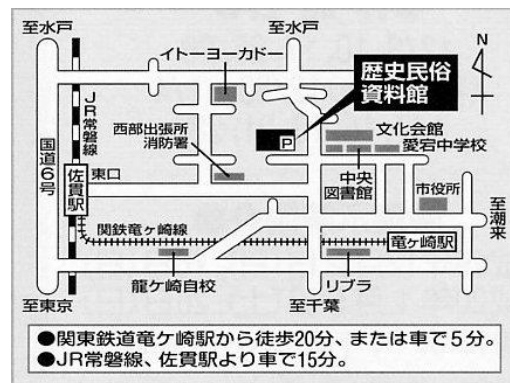 至水戸
至水戸
N
イトーヨーカドー
歴史民俗
資料館
JR常磐線
国道6号
西部出張所
消防署
P
文化会館
愛宕中学校
中央
図書館
佐貫駅
東口
市役所
至潮来
関鉄竜ヶ崎線
竜ヶ崎駅
龍ケ崎自校
リブラ
至東京
至千葉
●関東鉄道竜ケ崎駅から徒歩20分、または車で5分。
●JR常磐線、佐貫駅より車で15分。